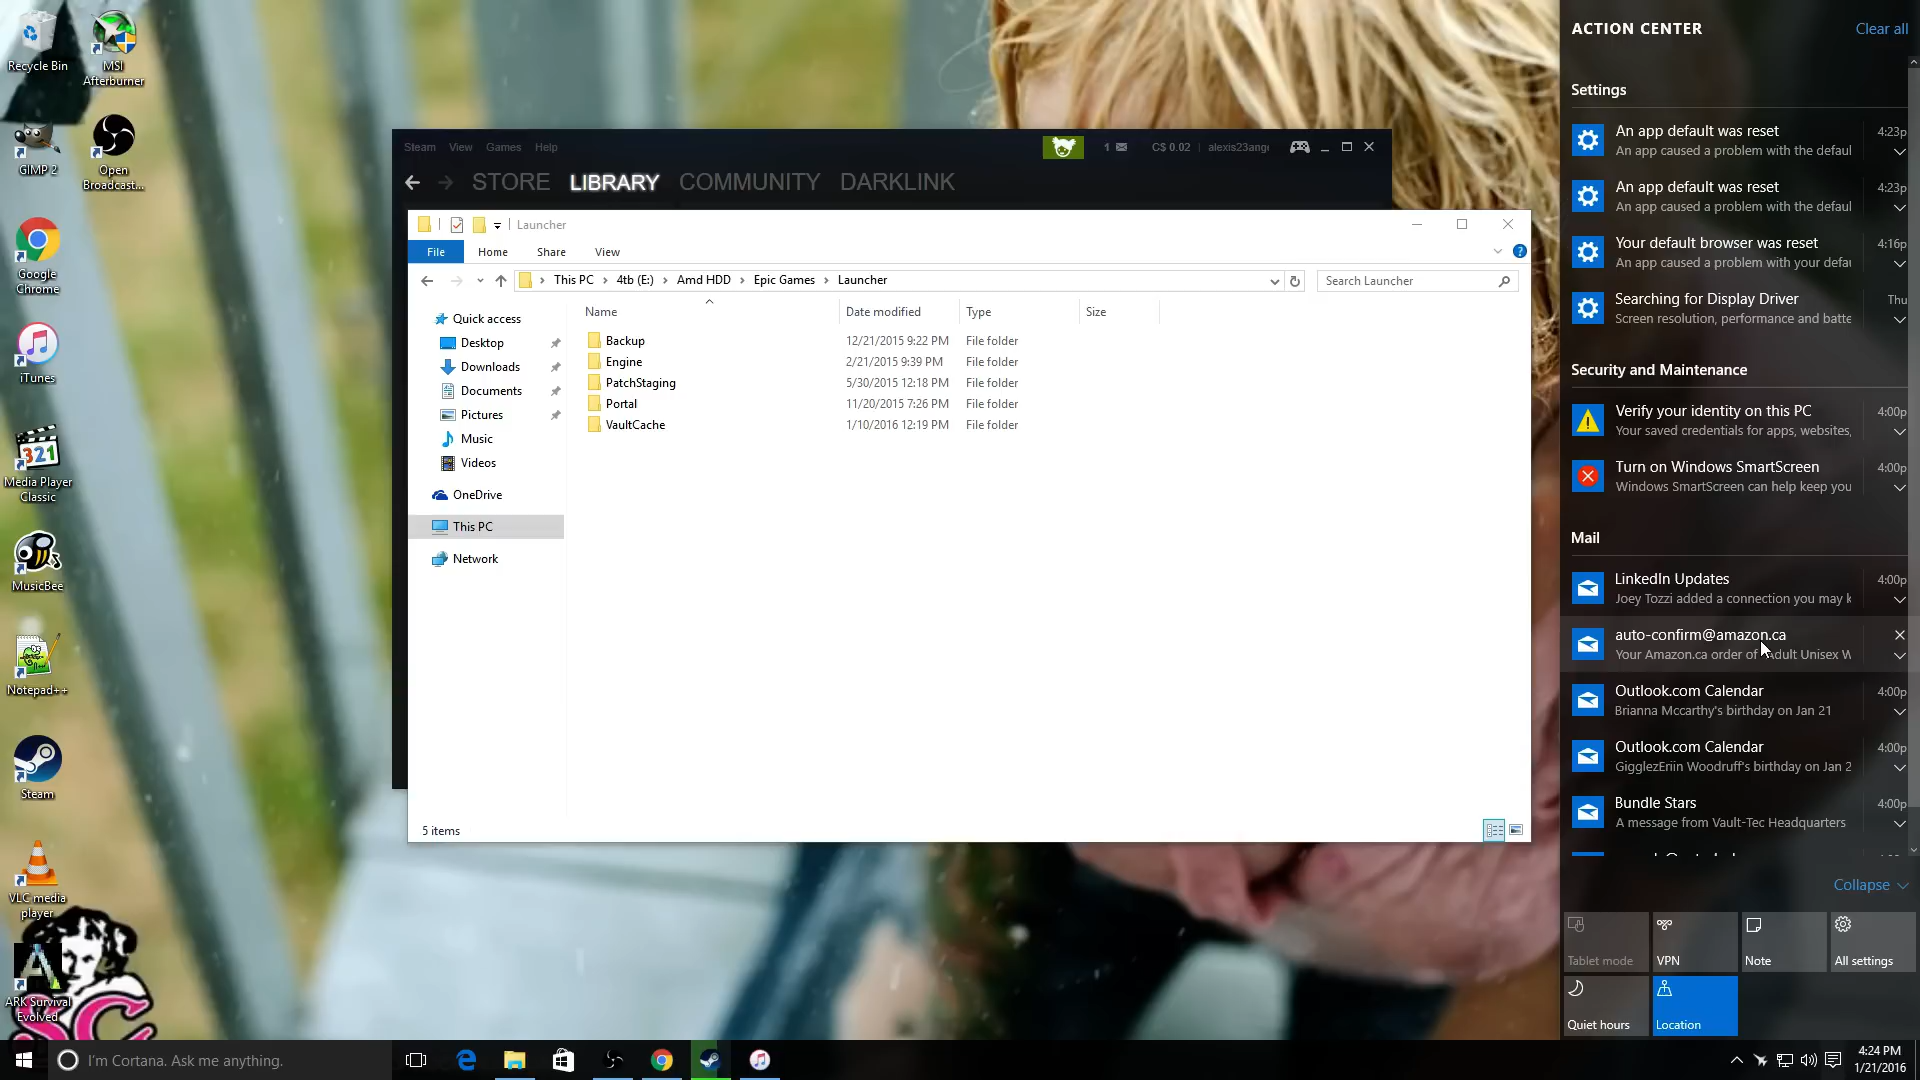 Recycle Bin
MSI Afterburner
GIMP 2
Open Broadcast...
Google Chrome
iTunes
Media Player Classic
MusicBee
Notepad++
Steam
VLC media player
ARK Survival Evolved
Steam View Games Help
1
C$ 0.02
alexis23ang
STORE LIBRARY COMMUNITY DARKLINK
Launcher
File Home Share View
This PC > 4tb (E:) > Amd HDD > Epic Games > Launcher
Search Launcher
Quick access
Desktop
Downloads
Documents
Pictures
Music
Videos
OneDrive
This PC
Network
Name Date modified Type Size
Backup 12/21/2015 9:22 PM File folder
Engine 2/21/2015 9:39 PM File folder
PatchStaging 5/30/2015 12:18 PM File folder
Portal 11/20/2015 7:26 PM File folder
VaultCache 1/10/2016 12:19 PM File folder
5 items
ACTION CENTER Clear all
Settings
An app default was reset 4:23p
An app caused a problem with the defaul
An app default was reset 4:23p
An app caused a problem with the defaul
Your default browser was reset 4:16p
An app caused a problem with your defau
Searching for Display Driver Thu
Screen resolution, performance and batte
Security and Maintenance
Verify your identity on this PC 4:00p
Your saved credentials for apps, websites,
Turn on Windows SmartScreen 4:00p
Windows SmartScreen can help keep you
Mail
LinkedIn Updates 4:00p
Joey Tozzi added a connection you may k
auto-confirm@amazon.ca
Your Amazon.ca order of Adult Unisex W
Outlook.com Calendar 4:00p
Brianna Mccarthy's birthday on Jan 21
Outlook.com Calendar 4:00p
GigglezEriin Woodruff's birthday on Jan 2
Bundle Stars 4:00p
A message from Vault-Tec Headquarters
Collapse
Tablet mode
VPN
Note
All settings
Quiet hours
Location
I'm Cortana. Ask me anything.
4:24 PM
1/21/2016